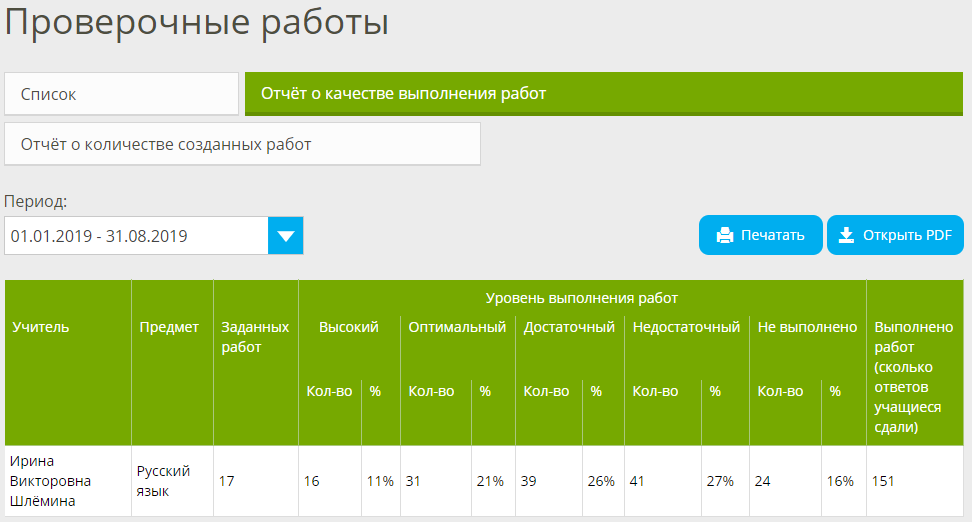 Проверочные работы
Список
Отчёт о качестве выполнения работ
Отчёт о количестве созданных работ
Период:
01.01.2019 - 31.08.2019
Печатать
Открыть PDF
Учитель
Предмет
Заданных
работ
Уровень выполнения работ
Высокий
Оптимальный
Достаточный
Недостаточный
Не выполнено
Кол-во
%
Кол-во
%
Кол-во
%
Кол-во
%
Кол-во
%
Выполнено
работ
(сколько
ответов
учащиеся
сдали)
Ирина
Викторовна
Шлёмина
Русский
язык
17
16
11%
31
21%
39
26%
41
27%
24
16%
151